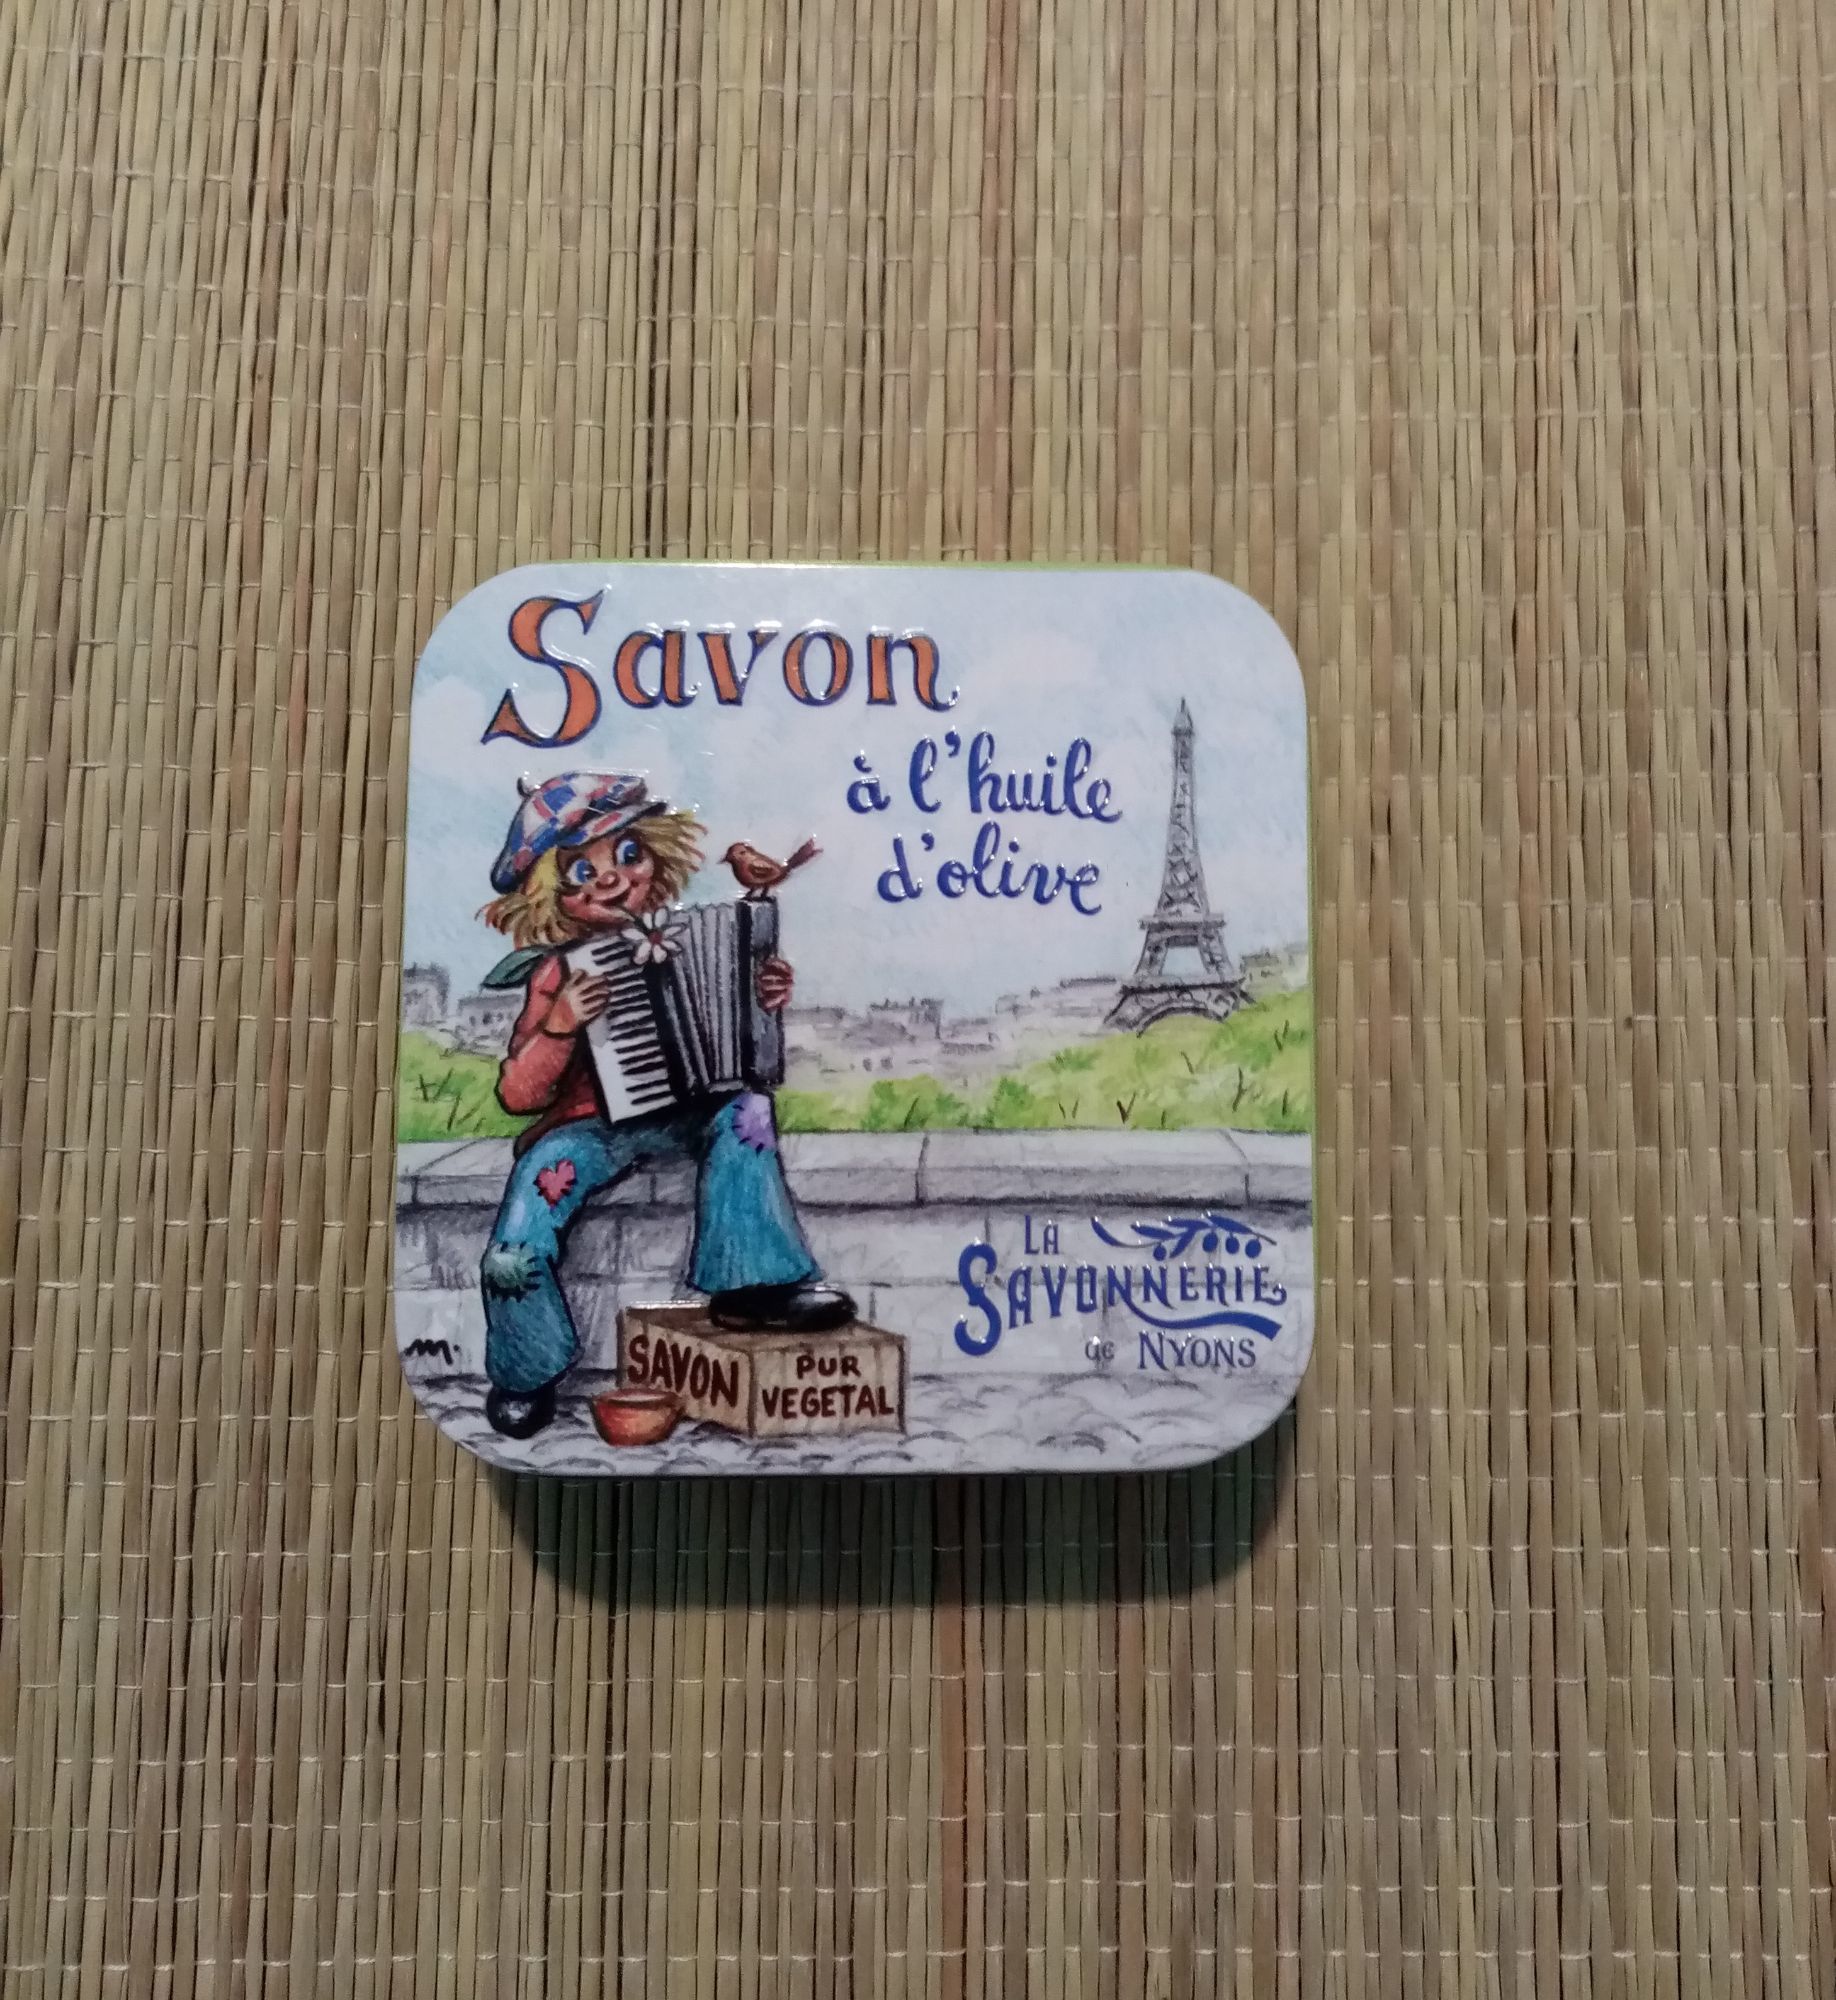 Savon
à l'huile
d'olive
LA
SAVONNERIE
de NYONS
SAVON
PUR
VEGETAL
m.